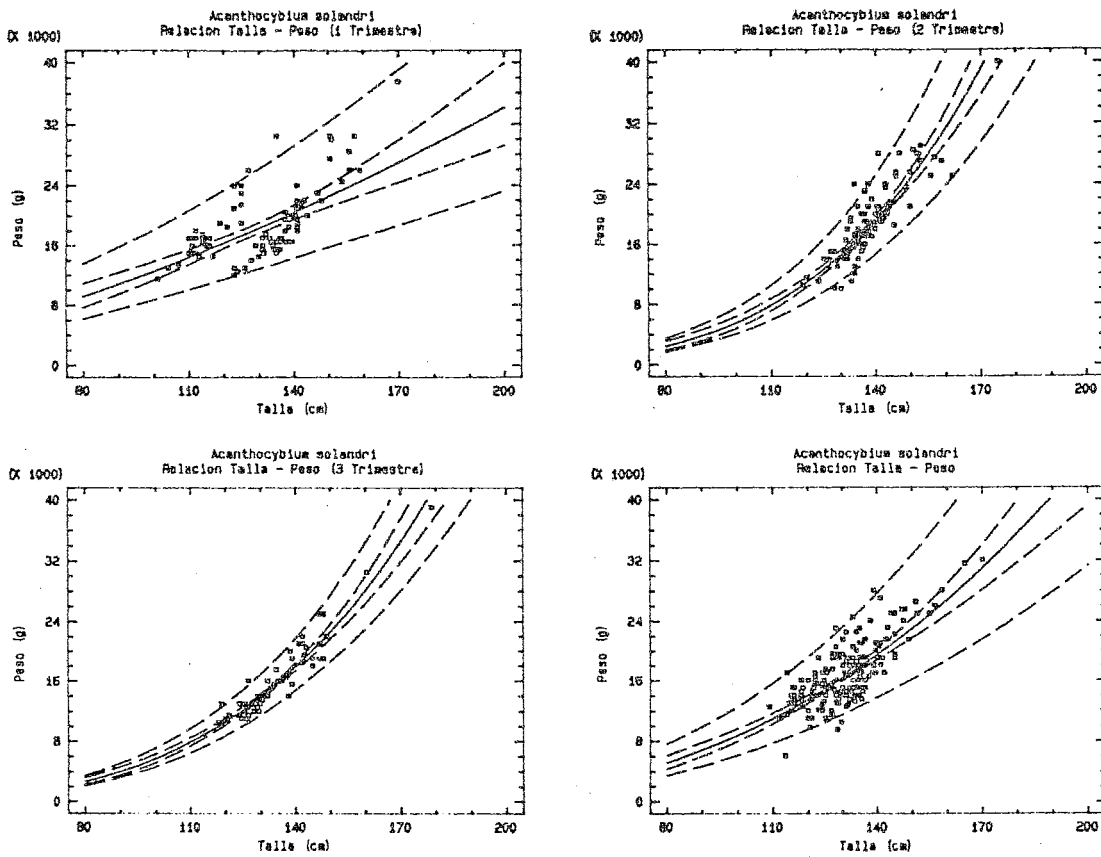 Acanthocybium solandri
Relacion Talla - Peso (1 Trimestre)
(X 1000)
40
32
24
16
8
0
Peso (g)
80 110 140 170 200
Talla (cm)
Acanthocybium solandri
Relacion Talla - Peso (2 Trimestre)
(X 1000)
40
32
24
16
8
0
Peso (g)
80 110 140 170 200
Talla (cm)
Acanthocybium solandri
Relacion Talla - Peso (3 Trimestre)
(X 1000)
40
32
24
16
8
0
Peso (g)
80 110 140 170 200
Talla (cm)
Acanthocybium solandri
Relacion Talla - Peso
(X 1000)
40
32
24
16
8
0
Peso (g)
80 110 140 170 200
Talla (cm)